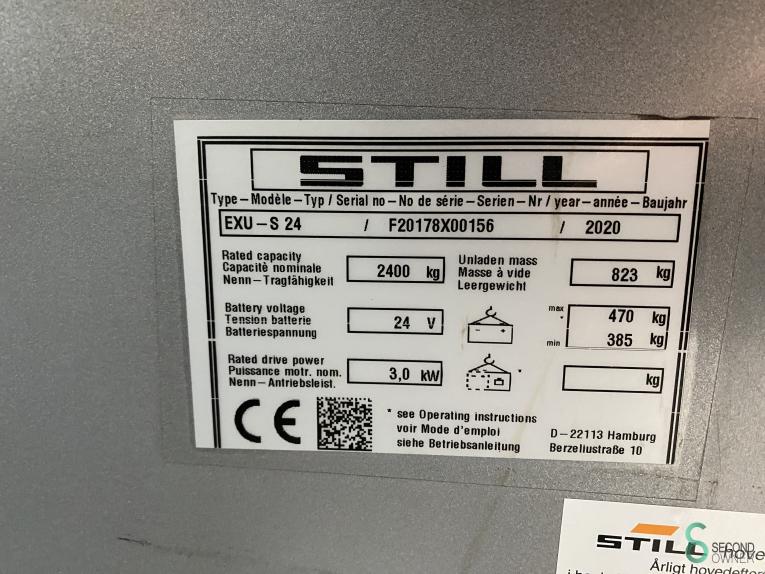 STILL
Type – Modèle – Typ / Serial no – No de série – Serien – Nr / year – année – Baujahr
EXU – S 24 / F20178X00156 / 2020
Rated capacity
Capacitè nominale
Nenn – Tragfähigkeit
2400 kg
Unladen mass
Masse à vide
Leergewicht
823 kg
Battery voltage
Tension batterie
Batteriespannung
24 V
max 470 kg
*
min 385 kg
Rated drive power
Puissance motr. nom.
Nenn – Antriebsleist.
3,0 kW
*
kg
CE
* see Operating instructions
voir Mode d'emploi
siehe Betriebsanleitung
D – 22113 Hamburg
Berzeliustraße 10
STILL
SECOND
OWNER
Årligt